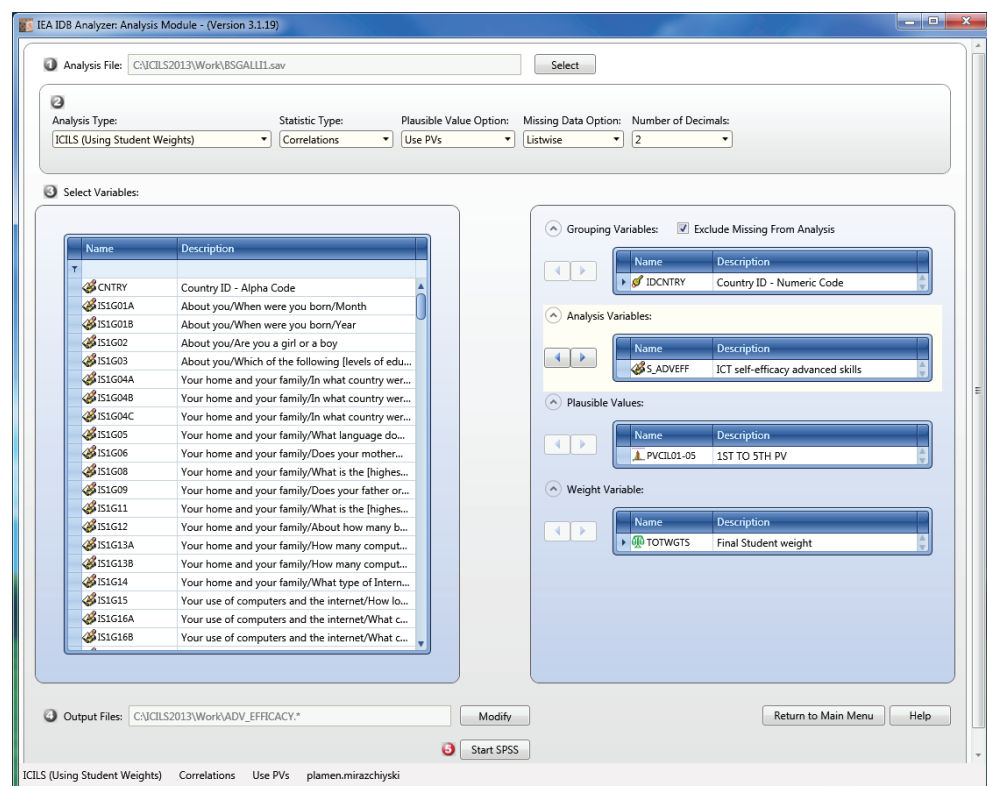 IEA IDB Analyzer: Analysis Module - (Version 3.1.19)
1 Analysis File: C:\ICILS2013\Work\BSGALLI1.sav Select
2
Analysis Type: Statistic Type: Plausible Value Option: Missing Data Option: Number of Decimals:
ICILS (Using Student Weights) Correlations Use PVs Listwise 2
3 Select Variables:
Name Description
CNTRY Country ID - Alpha Code
IS1G01A About you/When were you born/Month
IS1G01B About you/When were you born/Year
IS1G02 About you/Are you a girl or a boy
IS1G03 About you/Which of the following [levels of edu...
IS1G04A Your home and your family/In what country wer...
IS1G04B Your home and your family/In what country wer...
IS1G04C Your home and your family/In what country wer...
IS1G05 Your home and your family/What language do...
IS1G06 Your home and your family/Does your mother...
IS1G08 Your home and your family/What is the [highes...
IS1G09 Your home and your family/Does your father or...
IS1G11 Your home and your family/What is the [highes...
IS1G12 Your home and your family/About how many b...
IS1G13A Your home and your family/How many comput...
IS1G13B Your home and your family/How many comput...
IS1G14 Your home and your family/What type of Intern...
IS1G15 Your use of computers and the internet/How lo...
IS1G16A Your use of computers and the internet/What c...
IS1G16B Your use of computers and the internet/What c...
Grouping Variables: Exclude Missing From Analysis
Name Description
IDCNTRY Country ID - Numeric Code
Analysis Variables:
Name Description
S_ADVEFF ICT self-efficacy advanced skills
Plausible Values:
Name Description
PVCIL01-05 1ST TO 5TH PV
Weight Variable:
Name Description
TOTWGTS Final Student weight
4 Output Files: C:\ICILS2013\Work\ADV_EFFICACY.* Modify Return to Main Menu Help
5 Start SPSS
ICILS (Using Student Weights) Correlations Use PVs plamen.mirazchiyski